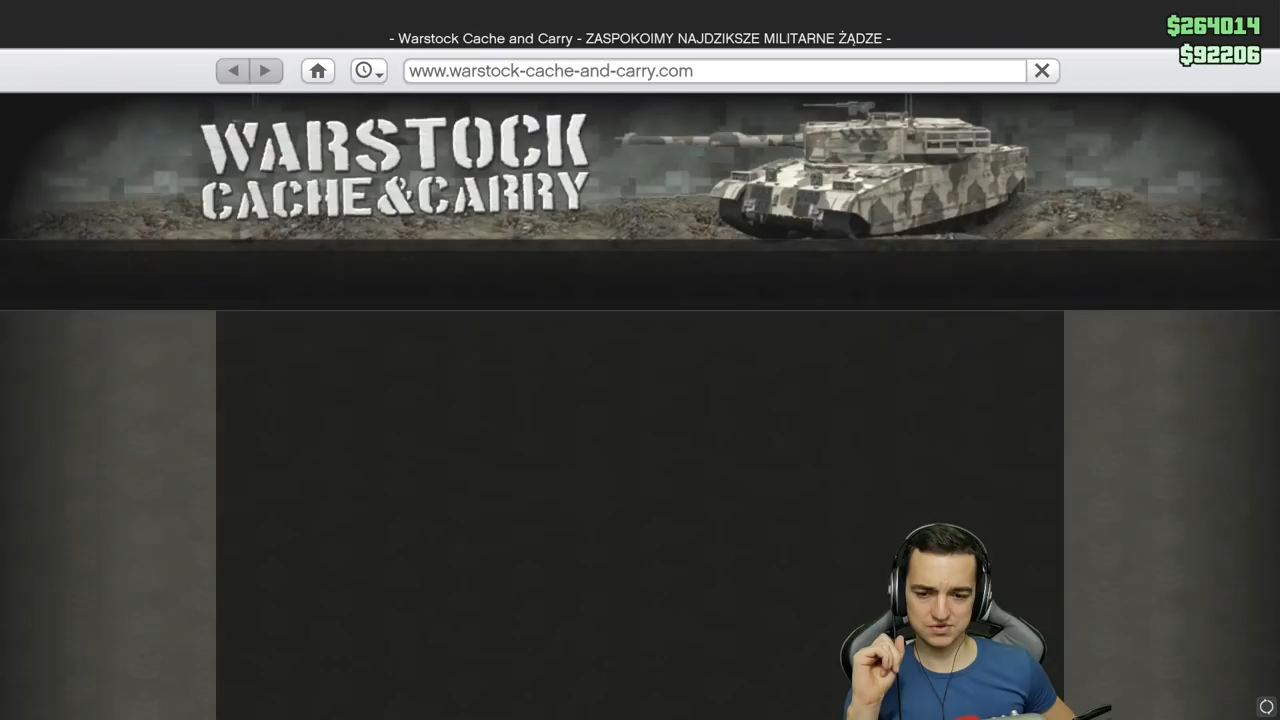 - Warstock Cache and Carry - ZASPOKOIMY NAJDZIKSZE MILITARNE ŻĄDZE -
$264014
$92206
www.warstock-cache-and-carry.com
WARSTOCK
CACHE&CARRY